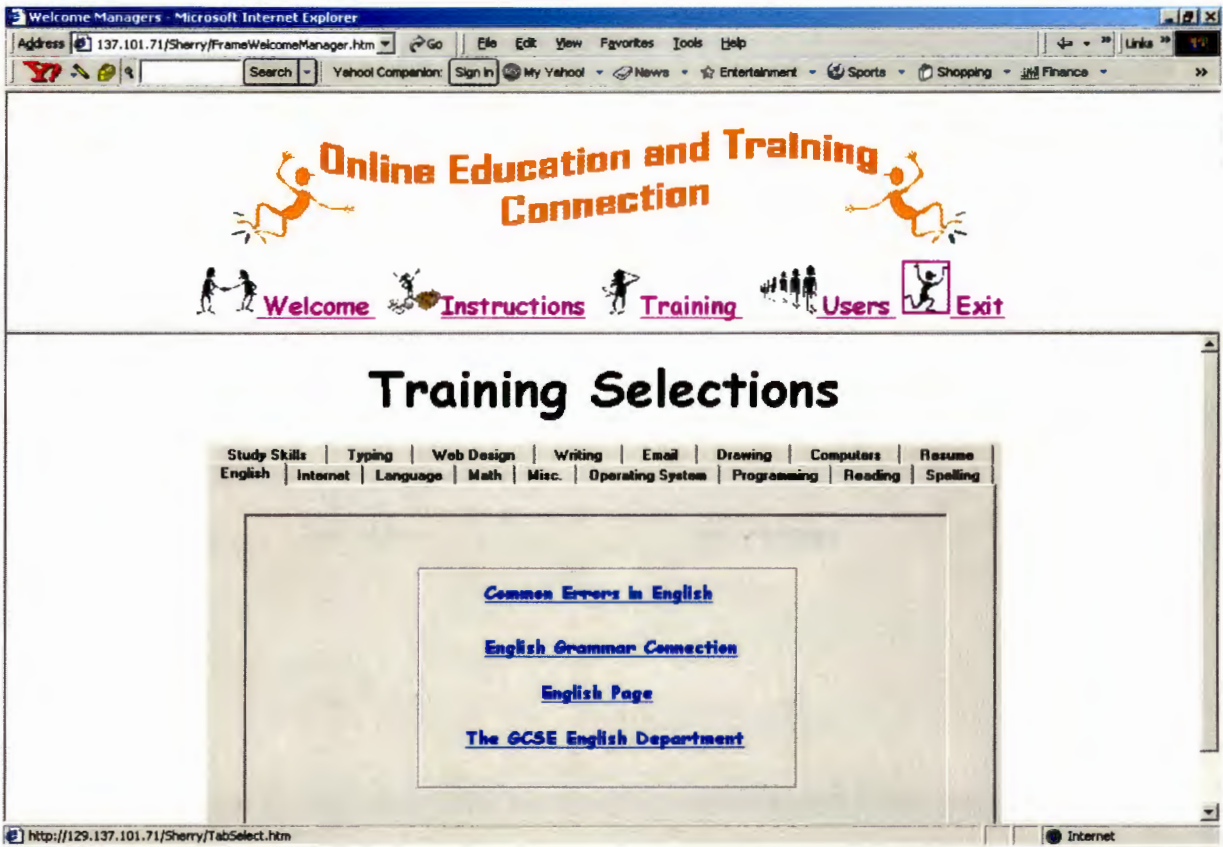 Welcome Managers - Microsoft Internet Explorer
Address 137.101.71/Sherry/FrameWelcomeManager.htm Go File Edit View Favorites Tools Help Links »
Y! Search Yahoo! Companion: Sign In My Yahoo! News Entertainment Sports Shopping Finance »
Online Education and Training
Connection
Welcome Instructions Training Users Exit
Training Selections
Study Skills Typing Web Design Writing Email Drawing Computers Resume
English Internet Language Math Misc. Operating System Programming Reading Spelling
Common Errors in English
English Grammar Connection
English Page
The GCSE English Department
http://129.137.101.71/Sherry/TabSelect.htm Internet